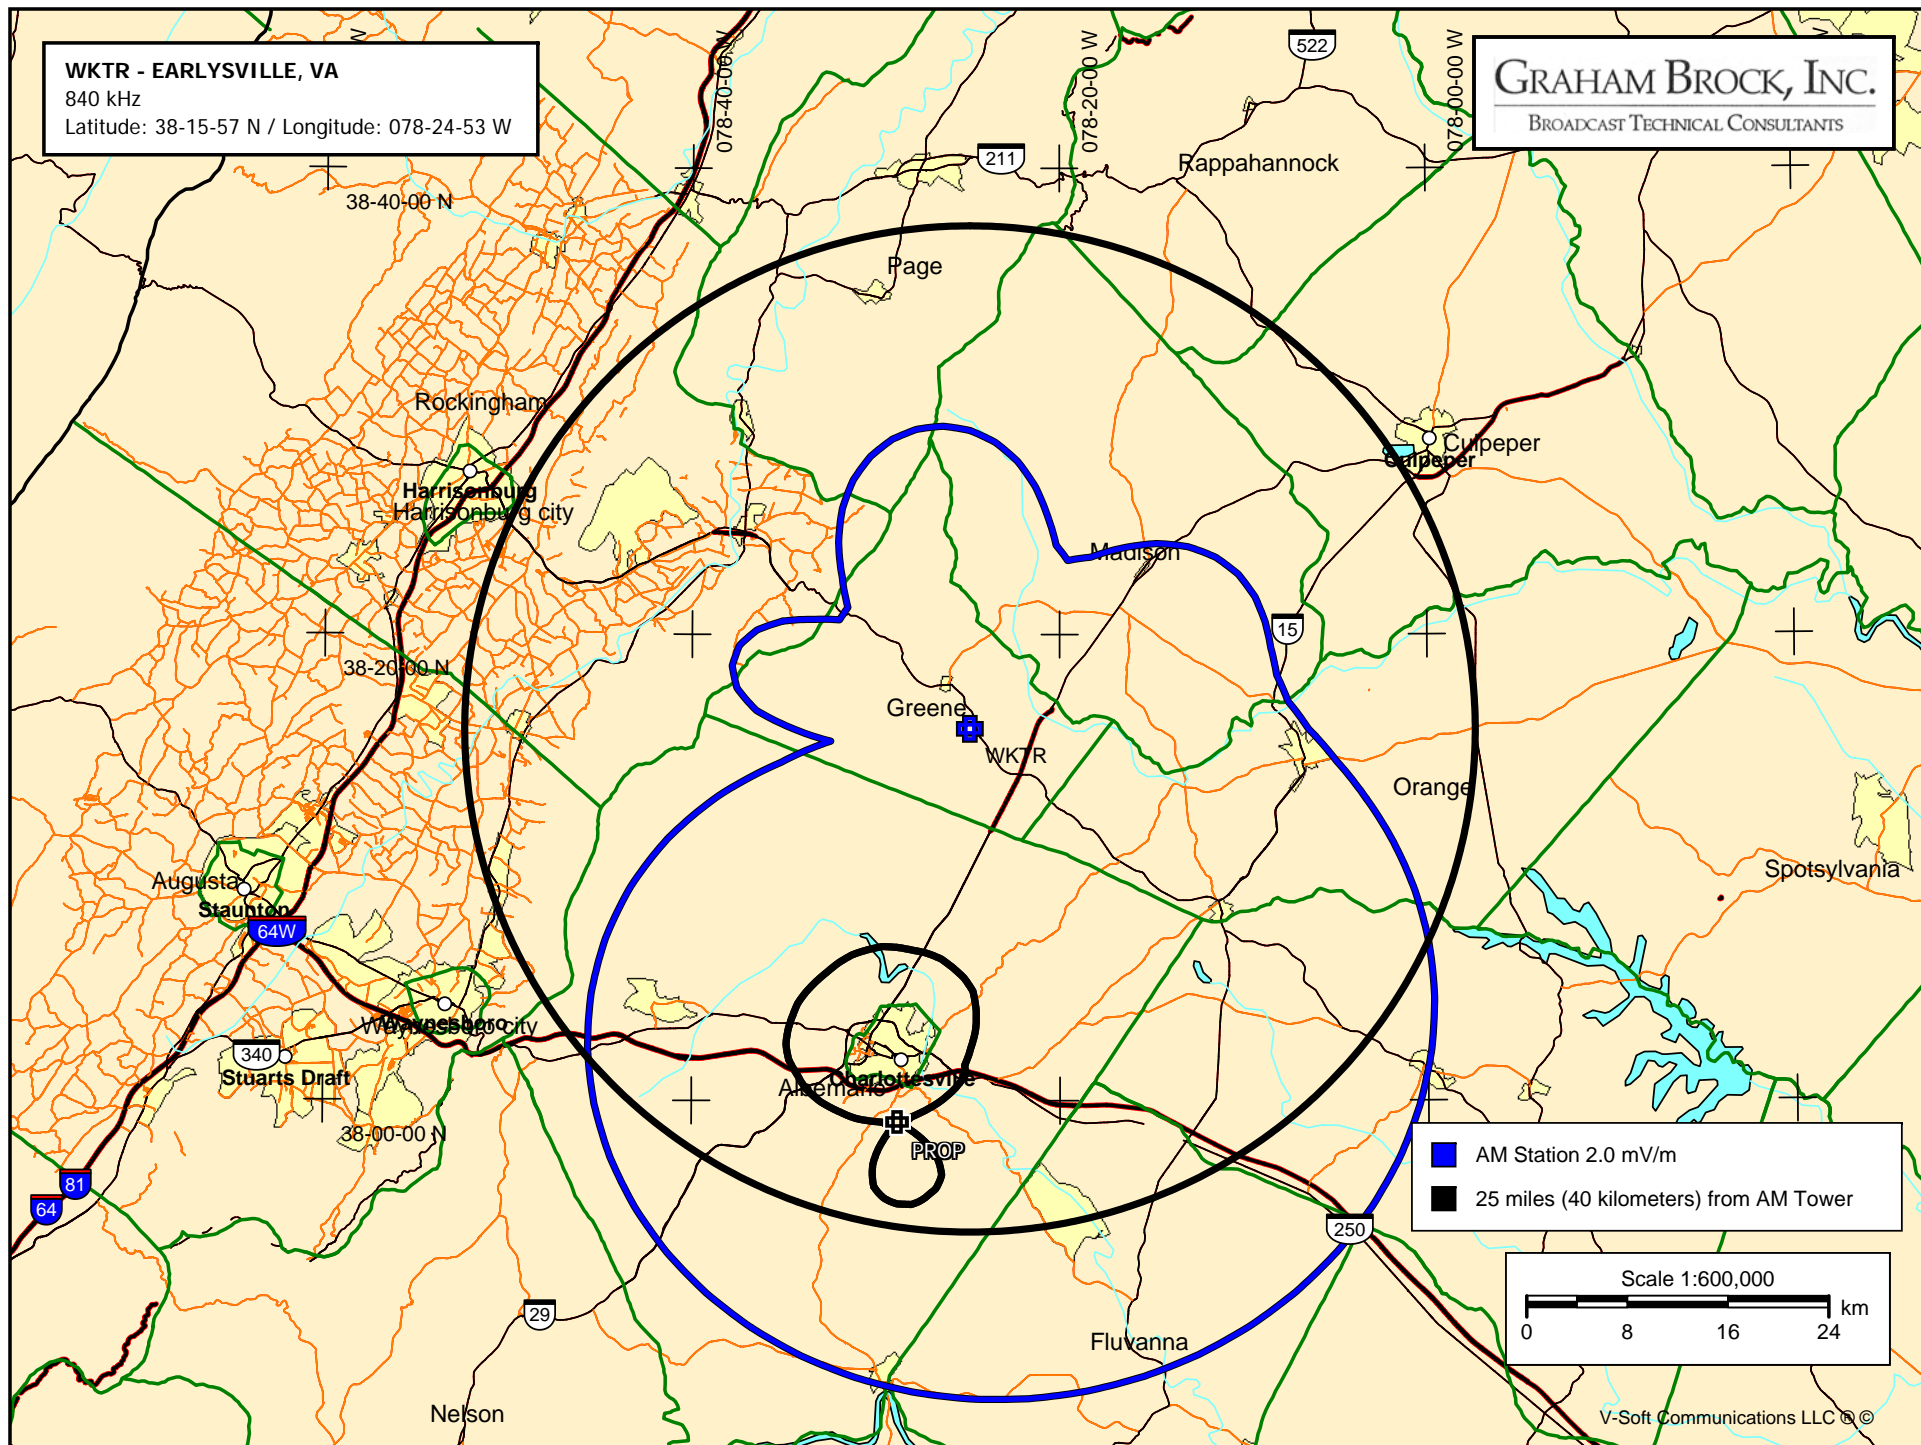 WKTR - EARLYSVILLE, VA
840 kHz
Latitude: 38-15-57 N / Longitude: 078-24-53 W
GRAHAM BROCK, INC.
BROADCAST TECHNICAL CONSULTANTS
W
078-40-00 W
078-20-00 W
078-00-00 W
W
522
211
Rappahannock
38-40-00 N
Page
Rockingham
Culpeper
Culpeper
Harrisonburg
Harrisonburg city
Madison
15
38-20-00 N
Greene
WKTR
Orange
Spotsylvania
Augusta
Staunton
64W
Waynesboro
Waynesboro city
340
Stuarts Draft
Charlottesville
Albemarle
38-00-00 N
PROP
81
64
AM Station 2.0 mV/m
25 miles (40 kilometers) from AM Tower
250
Scale 1:600,000
km
0 8 16 24
29
Fluvanna
Nelson
V-Soft Communications LLC ® ©